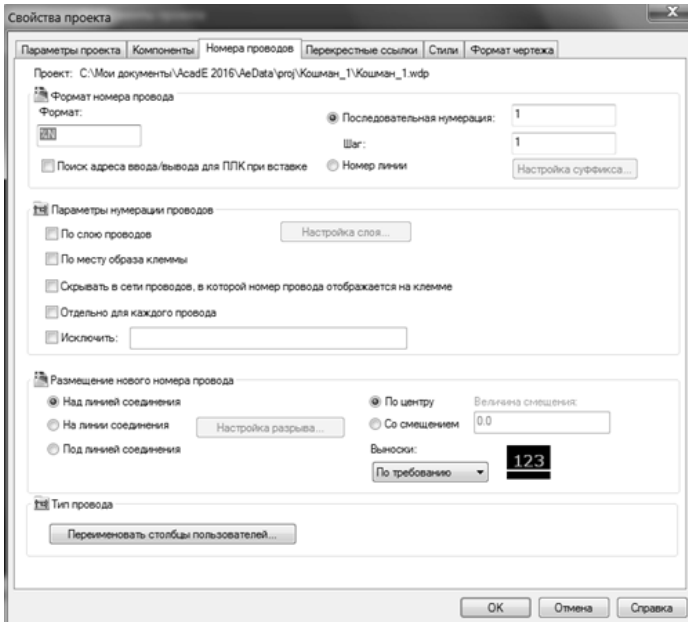 Свойства проекта
X
Параметры проекта Компоненты Номера проводов Перекрестные ссылки Стили Формат чертежа
Проект: C:\Мои документы\AcadE 2016\AeData\proj\Кошман_1\Кошман_1.wdp
Формат номера провода
Формат:
%N
Последовательная нумерация: 1
Шаг: 1
Поиск адреса ввода/вывода для ПЛК при вставке
Номер линии
Настройка суффикса...
Параметры нумерации проводов
По слою проводов
Настройка слоя...
По месту образа клеммы
Скрывать в сети проводов, в которой номер провода отображается на клемме
Отдельно для каждого провода
Исключить:
Размещение нового номера провода
Над линией соединения
По центру
Величина смещения:
На линии соединения
Настройка разрыва...
Со смещением
0.0
Под линией соединения
Выноски:
По требованию
123
Тип провода
Переименовать столбцы пользователей...
OK Отмена Справка